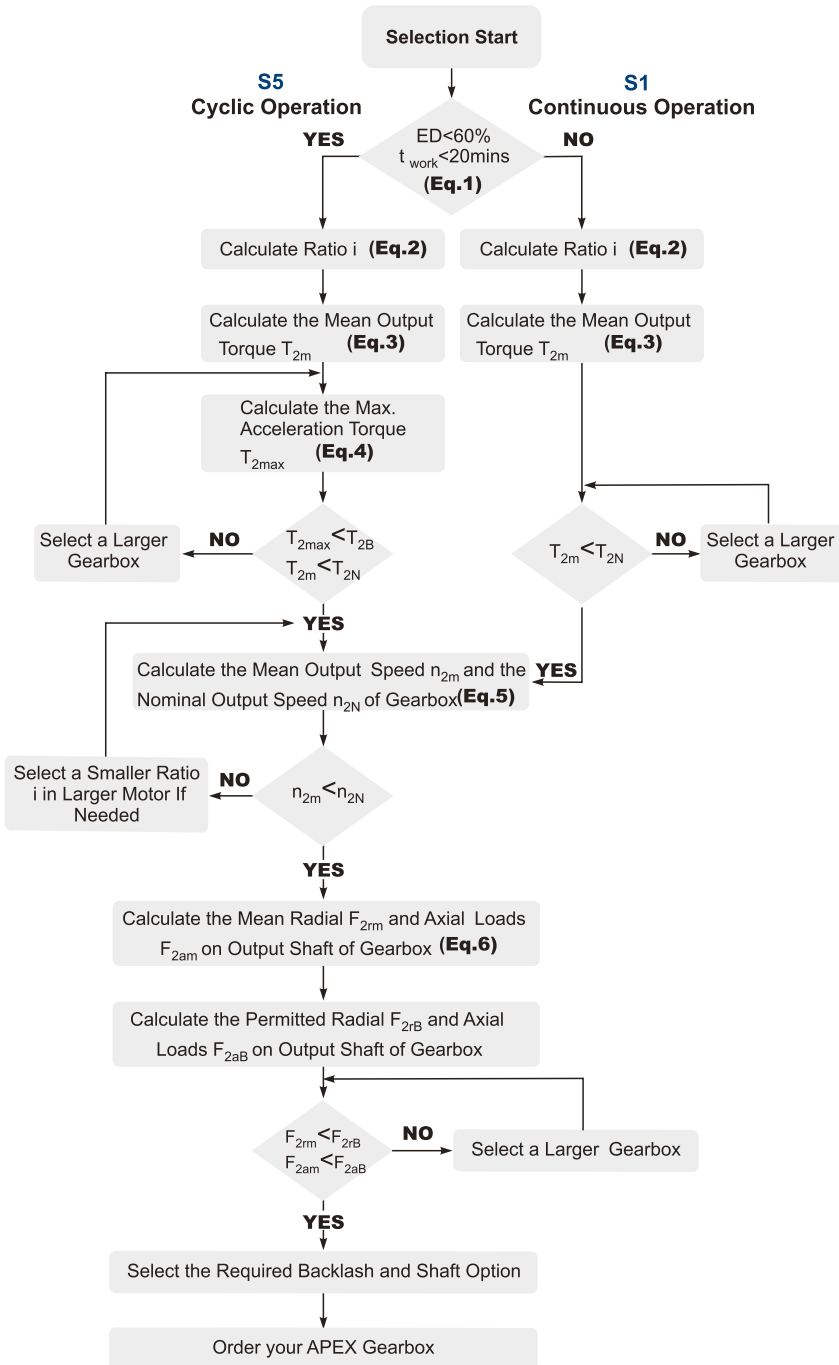 Selection Start
S5
Cyclic Operation
S1
Continuous Operation
YES
ED<60%
t work<20mins
(Eq.1)
NO
Calculate Ratio i (Eq.2)
Calculate Ratio i (Eq.2)
Calculate the Mean Output
Torque T2m (Eq.3)
Calculate the Mean Output
Torque T2m (Eq.3)
Calculate the Max.
Acceleration Torque
T2max (Eq.4)
Select a Larger
Gearbox
NO
T2max<T2B
T2m<T2N
T2m<T2N
NO
Select a Larger
Gearbox
YES
Calculate the Mean Output Speed n2m and the
Nominal Output Speed n2N of Gearbox(Eq.5)
YES
Select a Smaller Ratio
i in Larger Motor If
Needed
NO
n2m<n2N
YES
Calculate the Mean Radial F2rm and Axial Loads
F2am on Output Shaft of Gearbox (Eq.6)
Calculate the Permitted Radial F2rB and Axial
Loads F2aB on Output Shaft of Gearbox
F2rm<F2rB
F2am<F2aB
NO
Select a Larger Gearbox
YES
Select the Required Backlash and Shaft Option
Order your APEX Gearbox